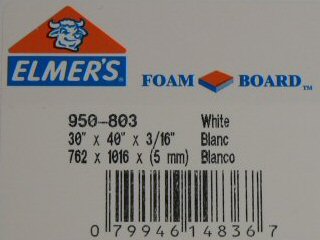 ELMER'S
FOAM BOARD™
950-803 White
30" x 40" x 3/16" Blanc
762 x 1016 x (5 mm) Blanco
0 79946 14836 7